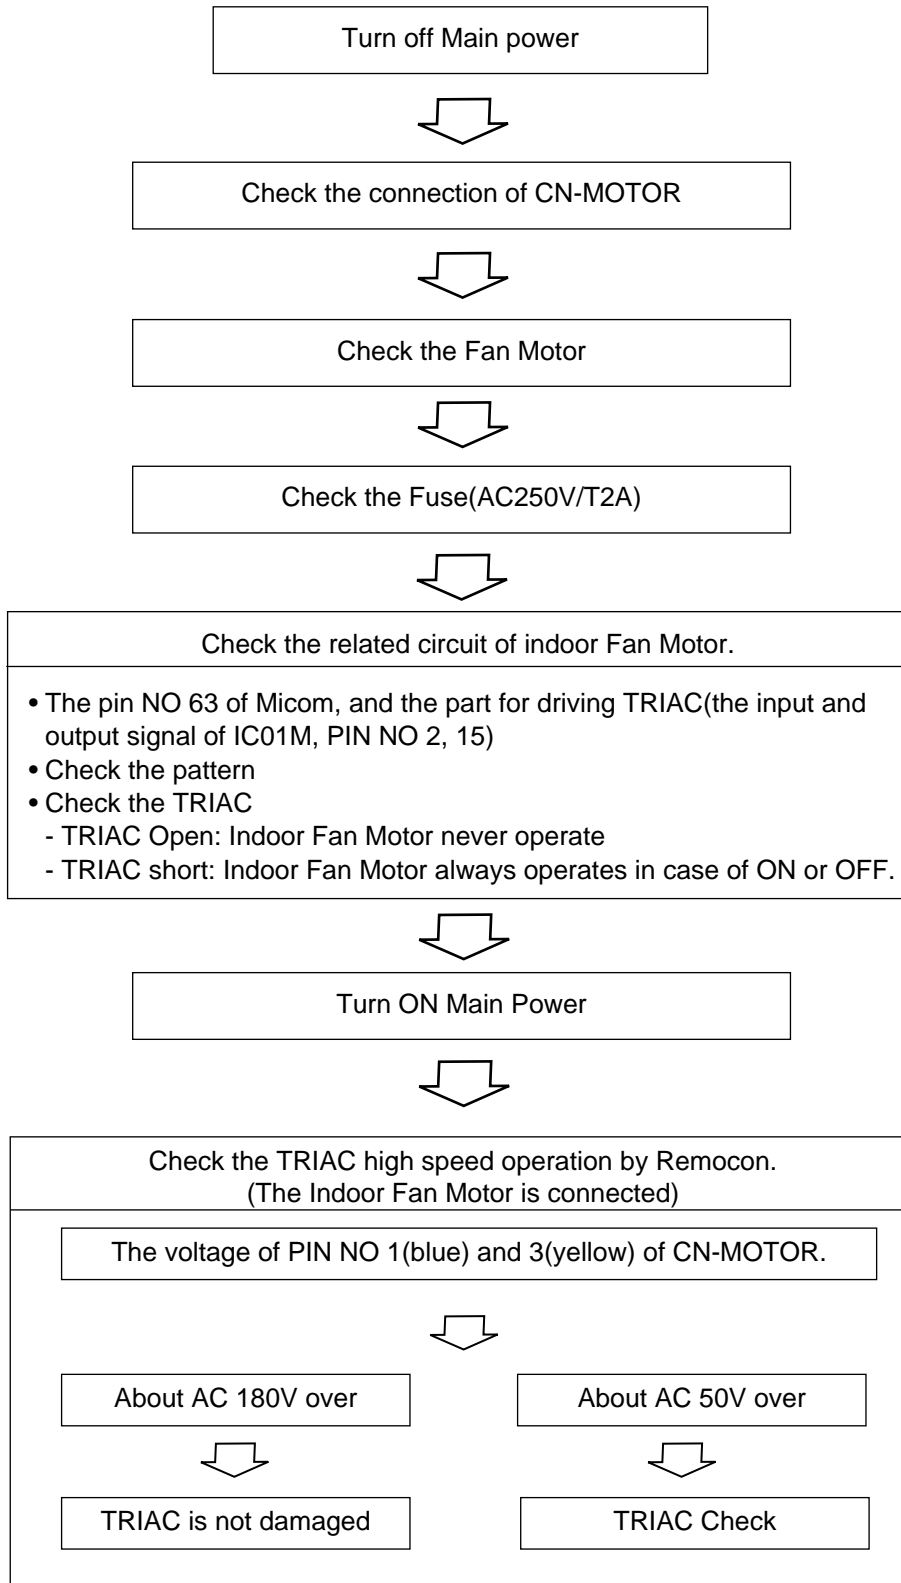 Turn off Main power
Check the connection of CN-MOTOR
Check the Fan Motor
Check the Fuse(AC250V/T2A)
Check the related circuit of indoor Fan Motor.
• The pin NO 63 of Micom, and the part for driving TRIAC(the input and
output signal of IC01M, PIN NO 2, 15)
• Check the pattern
• Check the TRIAC
- TRIAC Open: Indoor Fan Motor never operate
- TRIAC short: Indoor Fan Motor always operates in case of ON or OFF.
Turn ON Main Power
Check the TRIAC high speed operation by Remocon.
(The Indoor Fan Motor is connected)
The voltage of PIN NO 1(blue) and 3(yellow) of CN-MOTOR.
About AC 180V over
About AC 50V over
TRIAC is not damaged
TRIAC Check